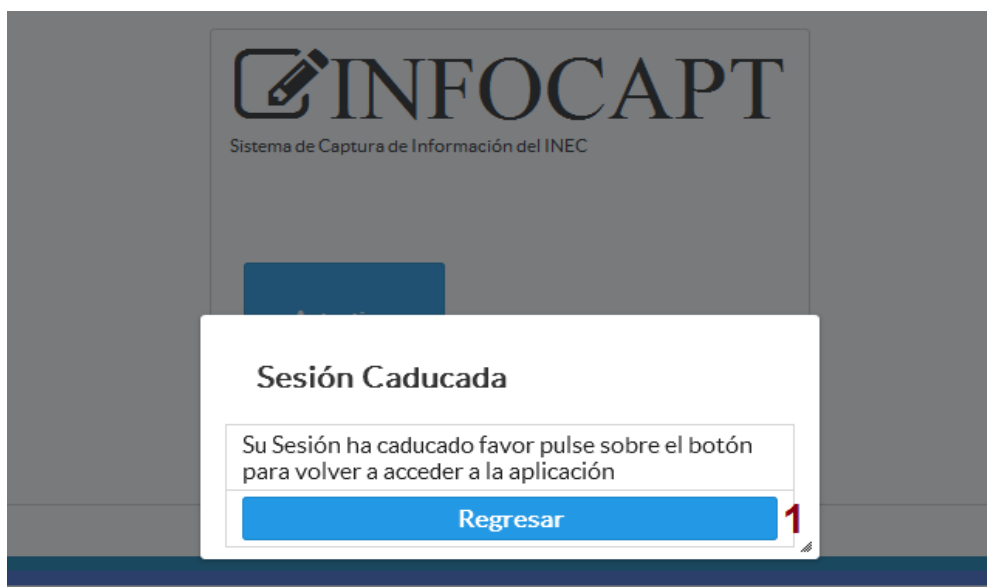 INFOCAPT
Sistema de Captura de Información del INEC
Sesión Caducada
Su Sesión ha caducado favor pulse sobre el botón
para volver a acceder a la aplicación
Regresar 1